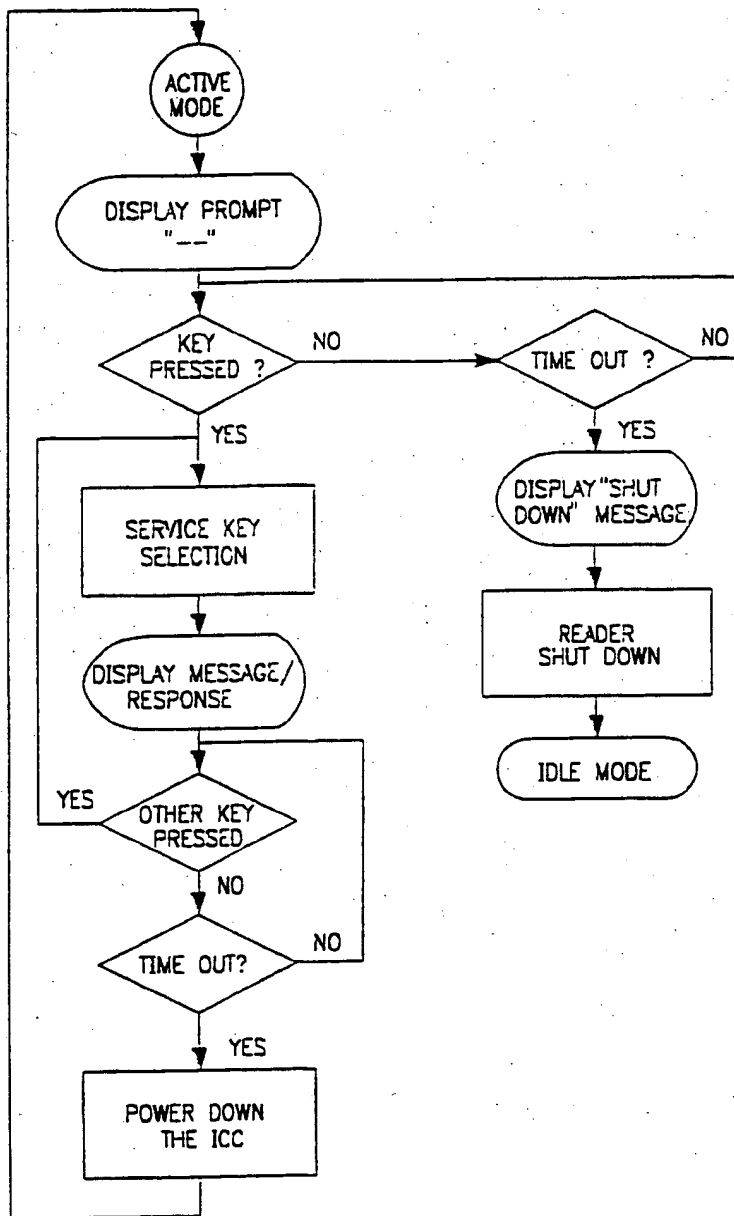 ACTIVE
MODE
DISPLAY PROMPT
"__"
KEY
PRESSED ?
NO
TIME OUT ?
NO
YES
YES
SERVICE KEY
SELECTION
DISPLAY "SHUT
DOWN" MESSAGE
READER
SHUT DOWN
DISPLAY MESSAGE/
RESPONSE
IDLE MODE
YES
OTHER KEY
PRESSED
NO
TIME OUT?
NO
YES
POWER DOWN
THE ICC